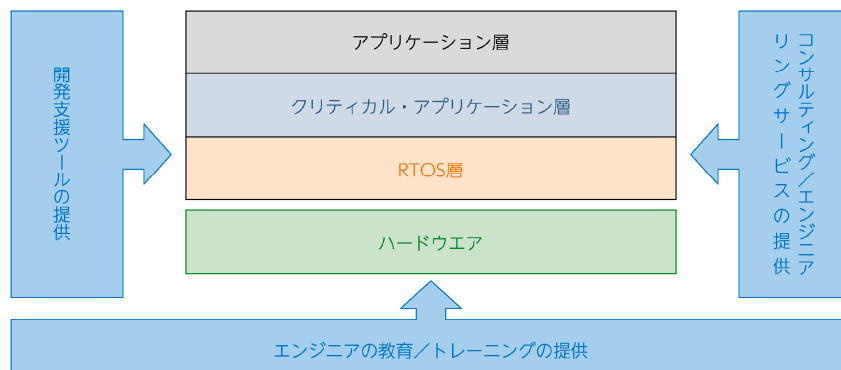 開発支援ツールの提供
アプリケーション層
クリティカル・アプリケーション層
RTOS層
ハードウエア
コンサルティング／エンジニア
リングサービスの提供
エンジニアの教育／トレーニングの提供